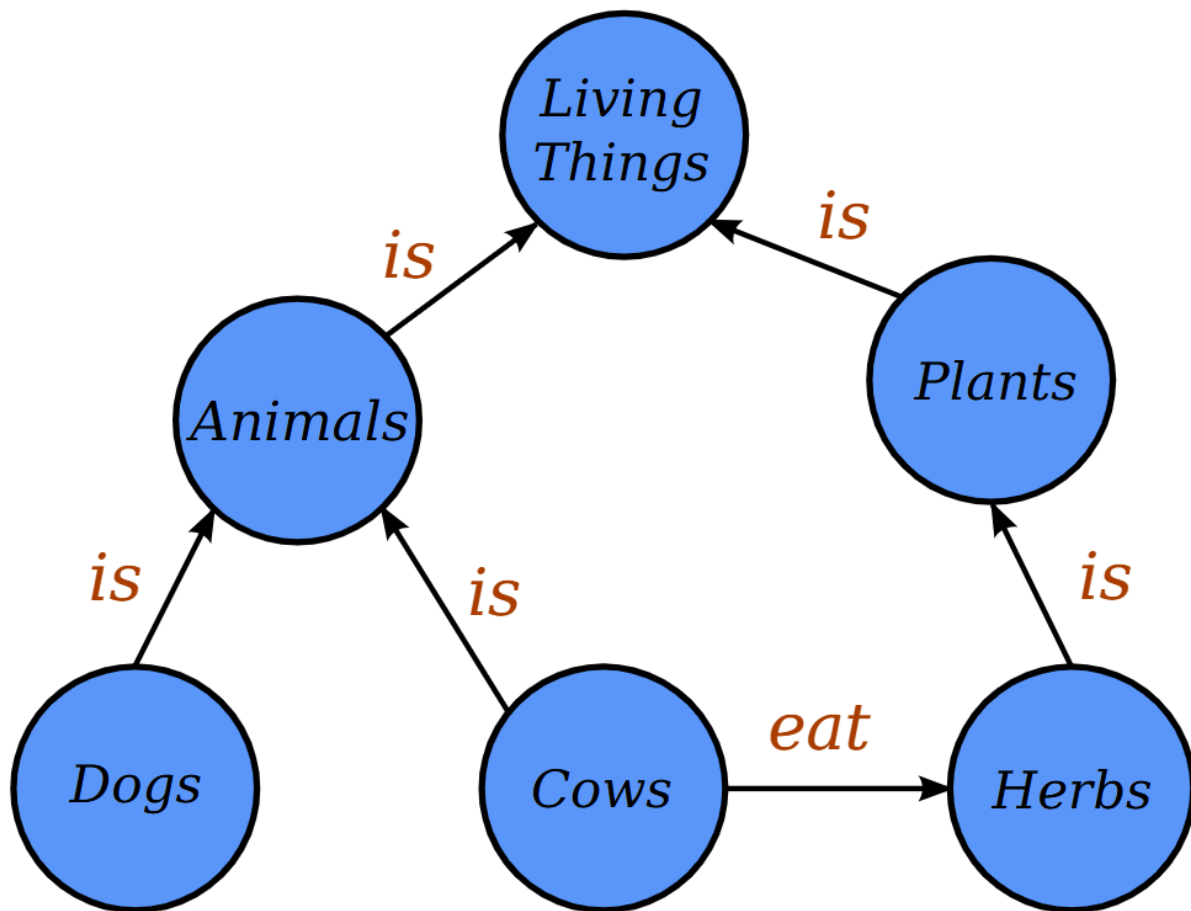 Living
Things
is
is
Plants
Animals
is
is
is
eat
Dogs
Cows
Herbs